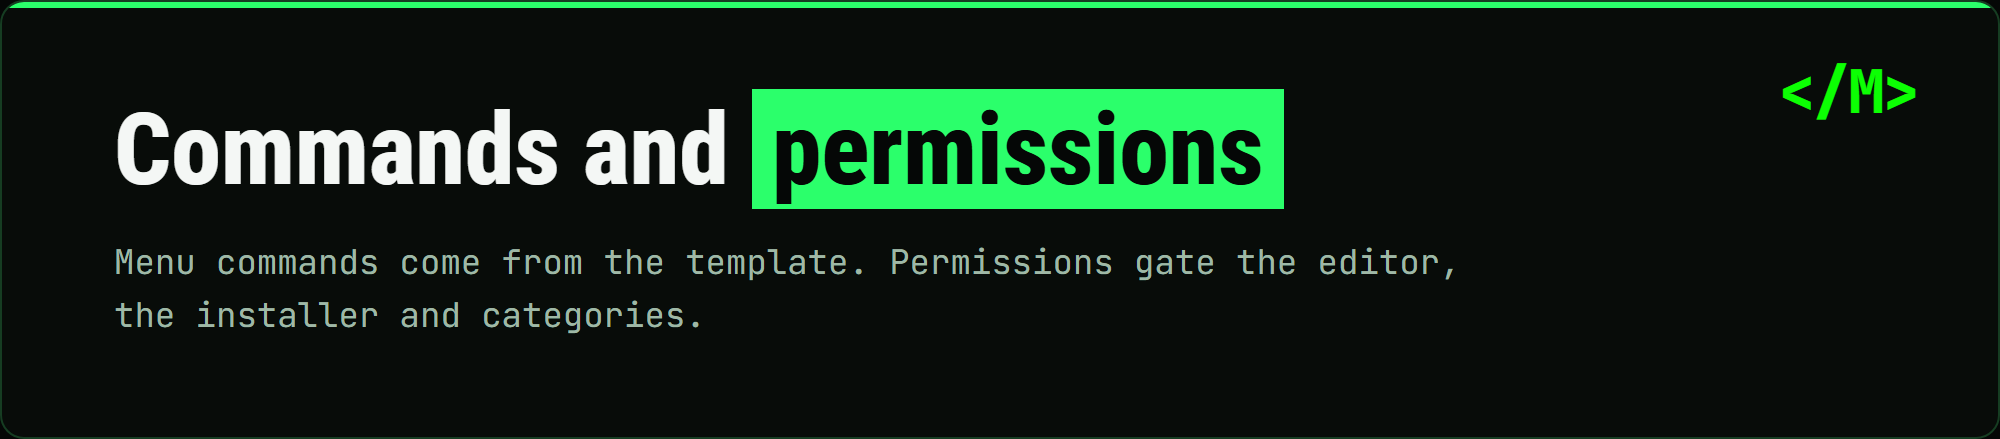 </M>
Commands and permissions
Menu commands come from the template. Permissions gate the editor,
the installer and categories.